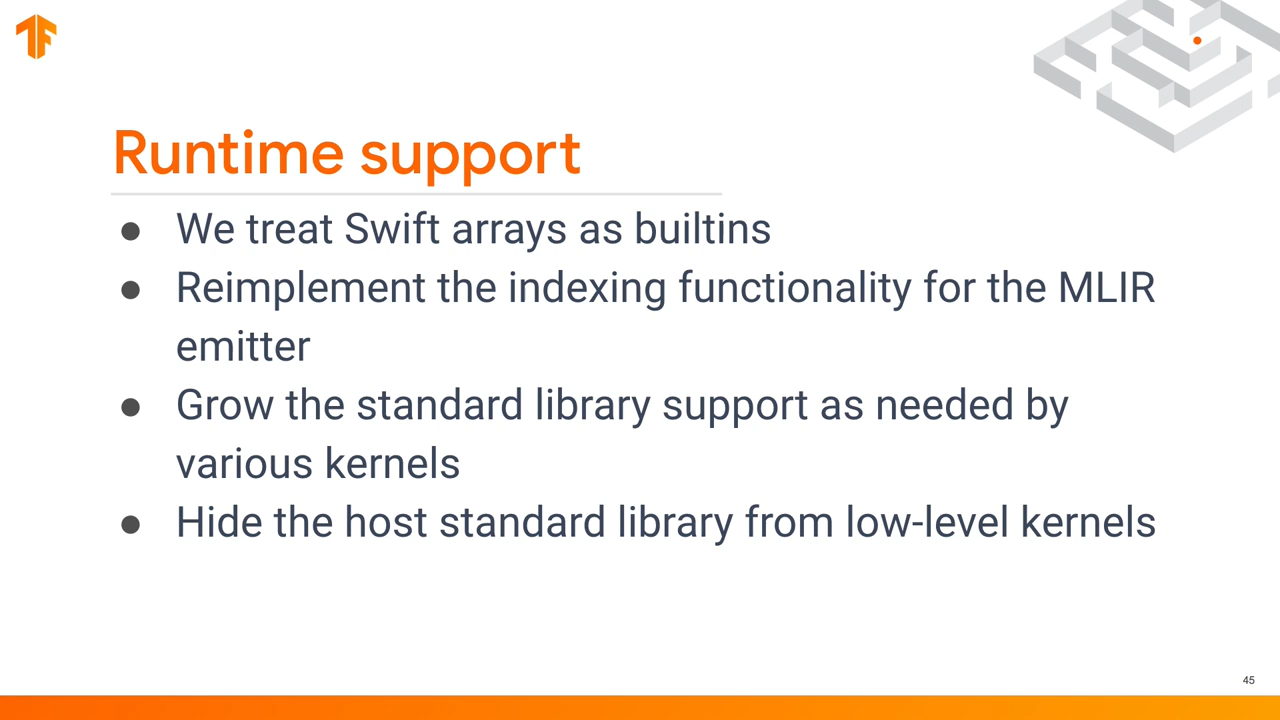 Runtime support
● We treat Swift arrays as builtins
● Reimplement the indexing functionality for the MLIR
emitter
● Grow the standard library support as needed by
various kernels
● Hide the host standard library from low-level kernels
45